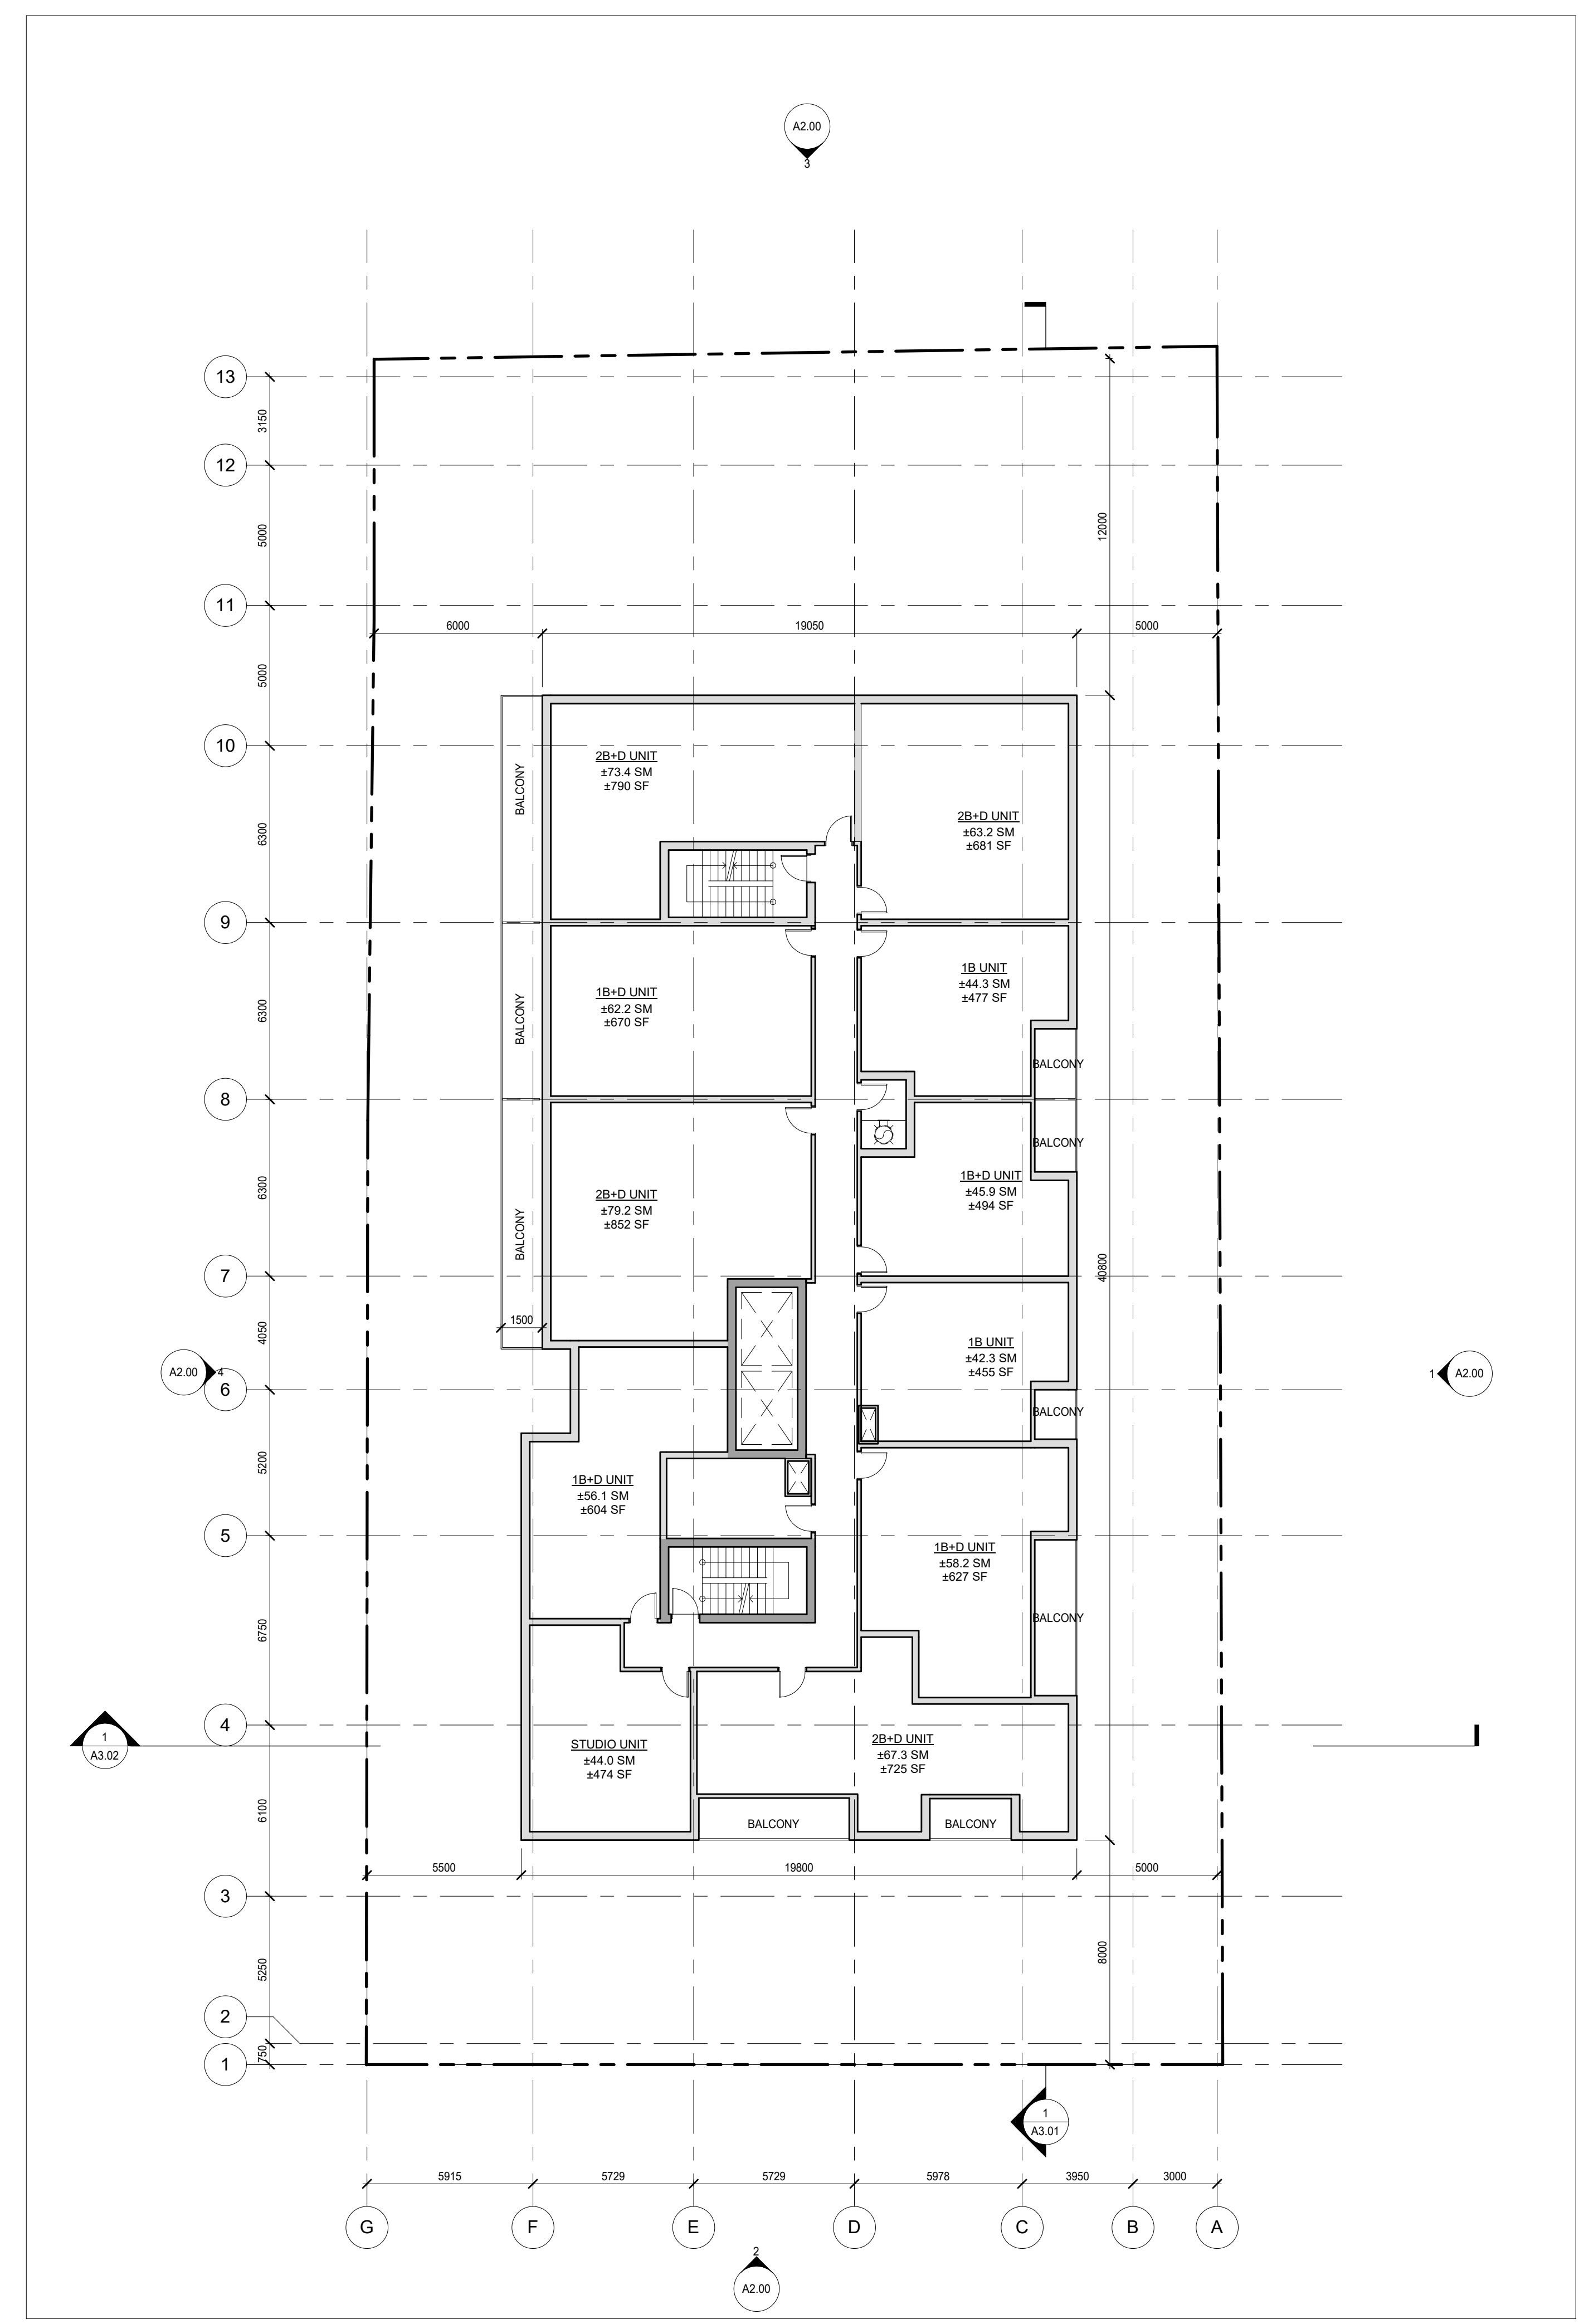 A2.00
3
13
3150
12
5000
12000
11
6000
19050
5000
5000
10
2B+D UNIT
±73.4 SM
±790 SF
BALCONY
2B+D UNIT
±63.2 SM
±681 SF
6300
9
1B UNIT
±44.3 SM
±477 SF
1B+D UNIT
±62.2 SM
±670 SF
BALCONY
6300
BALCONY
8
BALCONY
1B+D UNIT
±45.9 SM
±494 SF
6300
2B+D UNIT
±79.2 SM
±852 SF
BALCONY
40800
7
1500
4050
1B UNIT
±42.3 SM
±455 SF
A2.00
4
6
1
A2.00
BALCONY
5200
1B+D UNIT
±56.1 SM
±604 SF
5
1B+D UNIT
±58.2 SM
±627 SF
BALCONY
6750
4
1
A3.02
STUDIO UNIT
±44.0 SM
±474 SF
2B+D UNIT
±67.3 SM
±725 SF
6100
BALCONY
BALCONY
5500
19800
5000
3
8000
5250
2
750
1
1
A3.01
5915
5729
5729
5978
3950
3000
G
F
E
D
C
B
A
2
A2.00